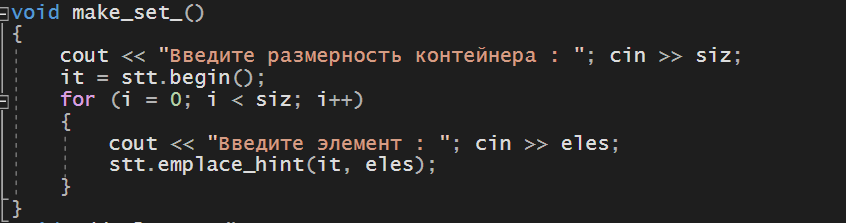 void make_set_()
{
cout << "Введите размерность контейнера : "; cin >> siz;
it = stt.begin();
for (i = 0; i < siz; i++)
{
cout << "Введите элемент : "; cin >> eles;
stt.emplace_hint(it, eles);
}
}